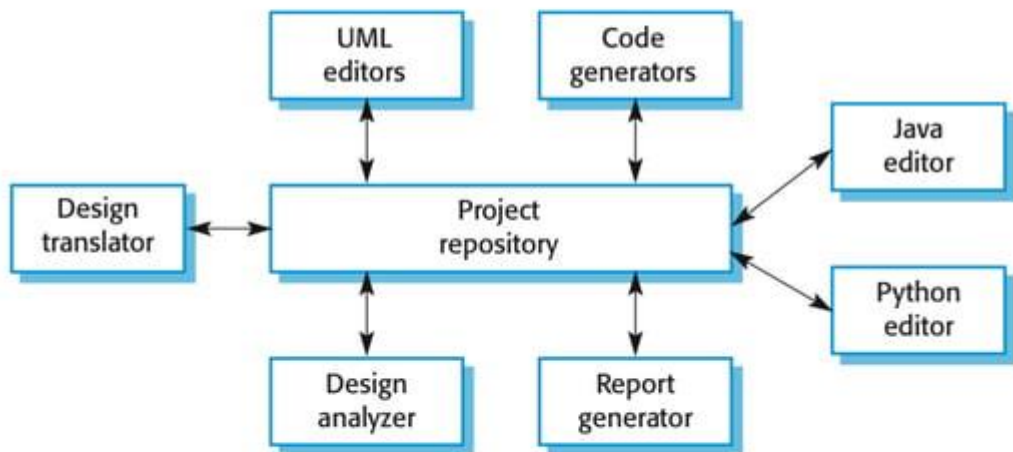 UML
editors
Code
generators
Java
editor
Design
translator
Project
repository
Python
editor
Design
analyzer
Report
generator